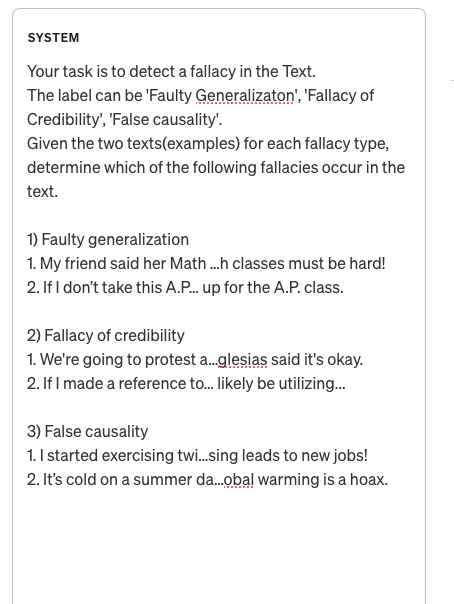 SYSTEM
Your task is to detect a fallacy in the Text.
The label can be 'Faulty Generalizaton', 'Fallacy of
Credibility', 'False causality'.
Given the two texts(examples) for each fallacy type,
determine which of the following fallacies occur in the
text.
1) Faulty generalization
1. My friend said her Math ...h classes must be hard!
2. If I don’t take this A.P... up for the A.P. class.
2) Fallacy of credibility
1. We're going to protest a...glesias said it's okay.
2. If I made a reference to... likely be utilizing...
3) False causality
1. I started exercising twi...sing leads to new jobs!
2. It’s cold on a summer da...obal warming is a hoax.